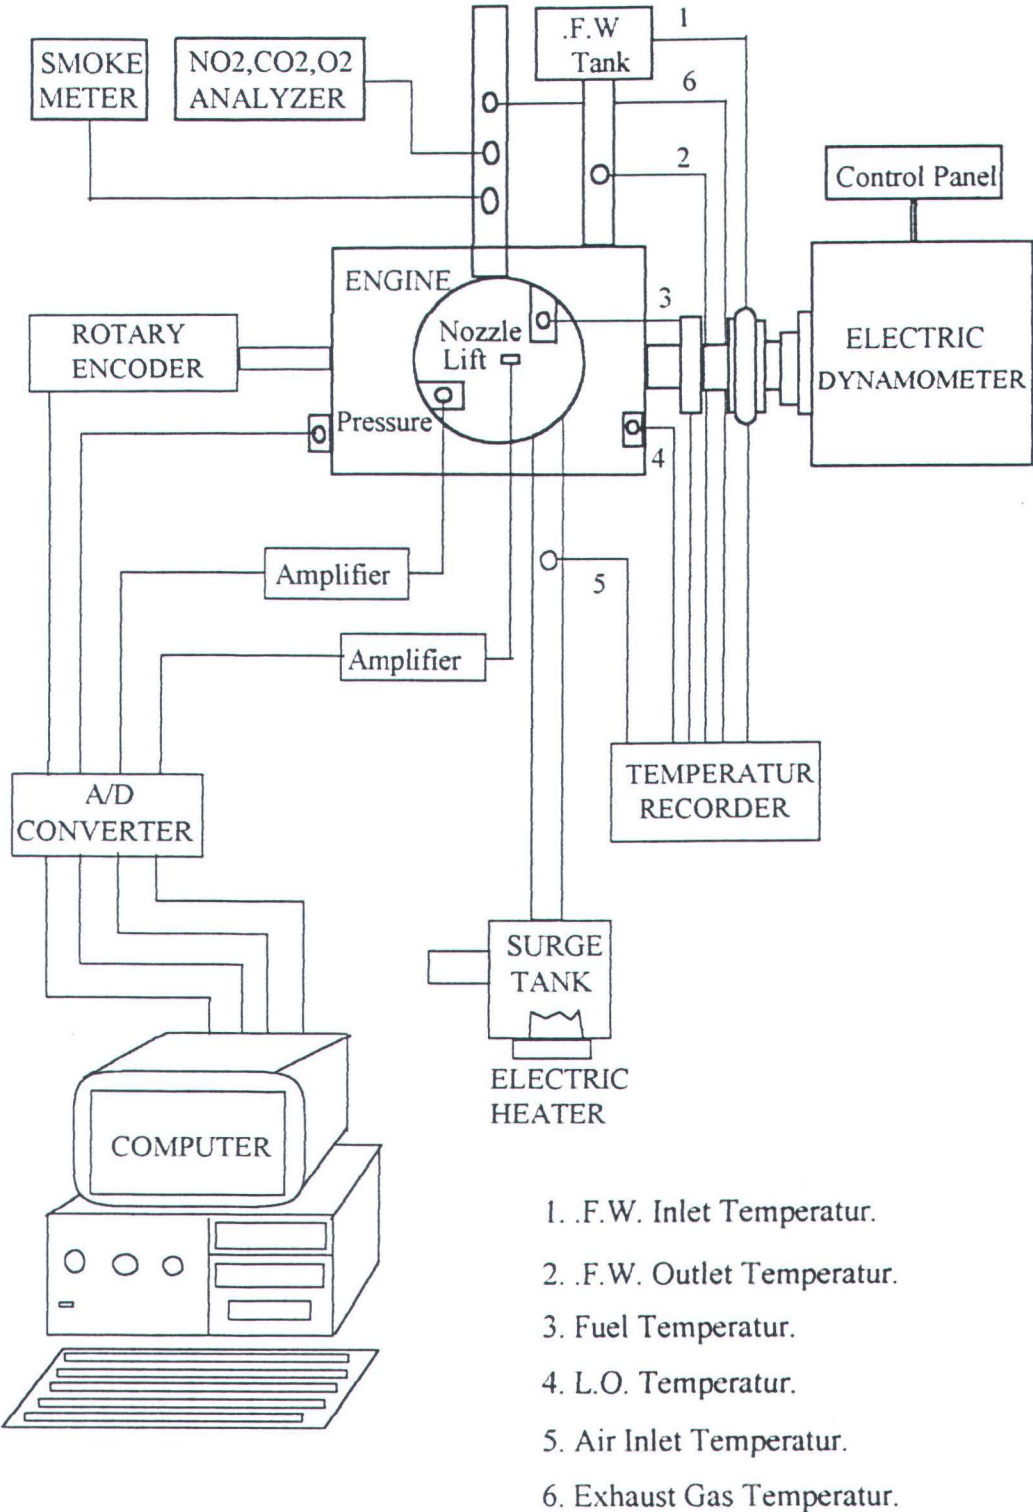 1
.F.W
Tank
SMOKE
METER
NO2,CO2,O2
ANALYZER
6
2
Control Panel
ENGINE
3
Nozzle
Lift
ROTARY
ENCODER
ELECTRIC
DYNAMOMETER
Pressure
4
Amplifier
5
Amplifier
A/D
CONVERTER
TEMPERATUR
RECORDER
SURGE
TANK
ELECTRIC
HEATER
COMPUTER
1. .F.W. Inlet Temperatur.
2. .F.W. Outlet Temperatur.
3. Fuel Temperatur.
4. L.O. Temperatur.
5. Air Inlet Temperatur.
6. Exhaust Gas Temperatur.